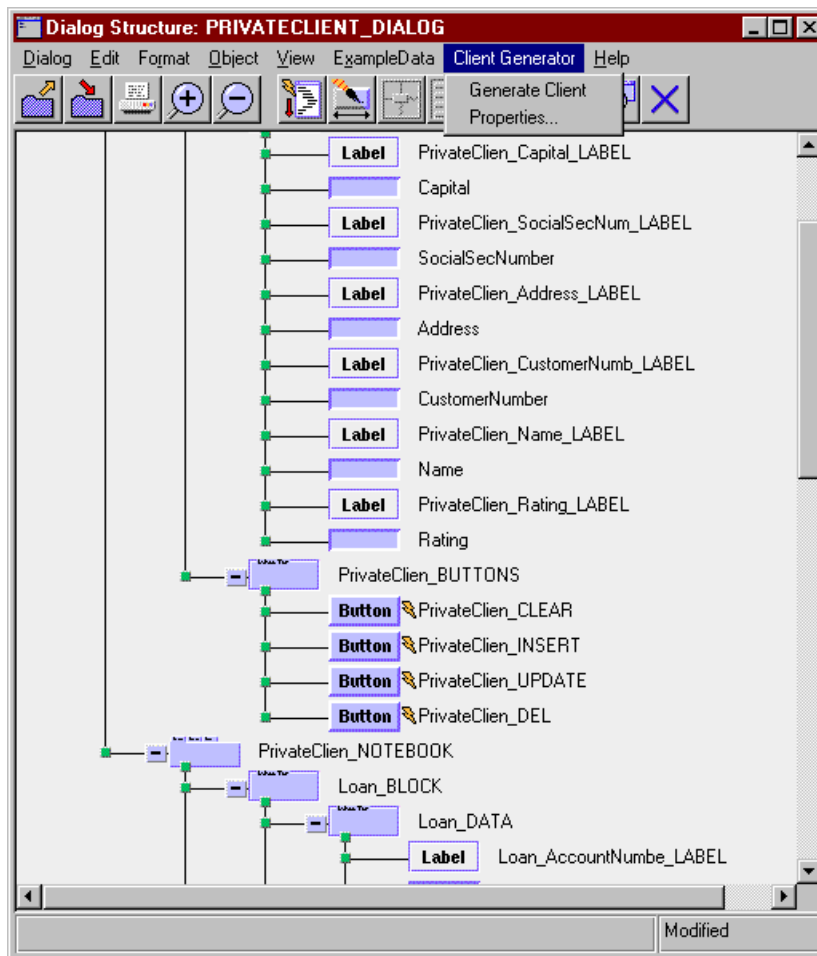 Dialog Structure: PRIVATECLIENT_DIALOG
Dialog Edit Format Object View ExampleData Client Generator Help
Generate Client
Properties...
Label PrivateClien_Capital_LABEL
Capital
Label PrivateClien_SocialSecNum_LABEL
SocialSecNumber
Label PrivateClien_Address_LABEL
Address
Label PrivateClien_CustomerNumb_LABEL
CustomerNumber
Label PrivateClien_Name_LABEL
Name
Label PrivateClien_Rating_LABEL
Rating
PrivateClien_BUTTONS
Button PrivateClien_CLEAR
Button PrivateClien_INSERT
Button PrivateClien_UPDATE
Button PrivateClien_DEL
PrivateClien_NOTEBOOK
Loan_BLOCK
Loan_DATA
Label Loan_AccountNumbe_LABEL
Modified